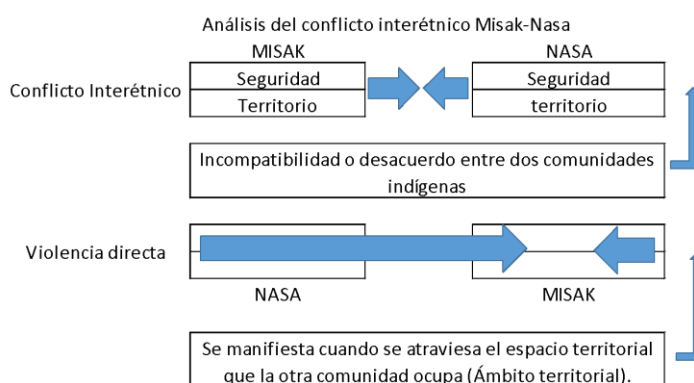 Análisis del conflicto interétnico Misak-Nasa
MISAK NASA
Conflicto Interétnico Seguridad Seguridad
Territorio territorio
Incompatibilidad o desacuerdo entre dos comunidades
indígenas
Violencia directa
NASA MISAK
Se manifiesta cuando se atraviesa el espacio territorial
que la otra comunidad ocupa (Ámbito territorial).